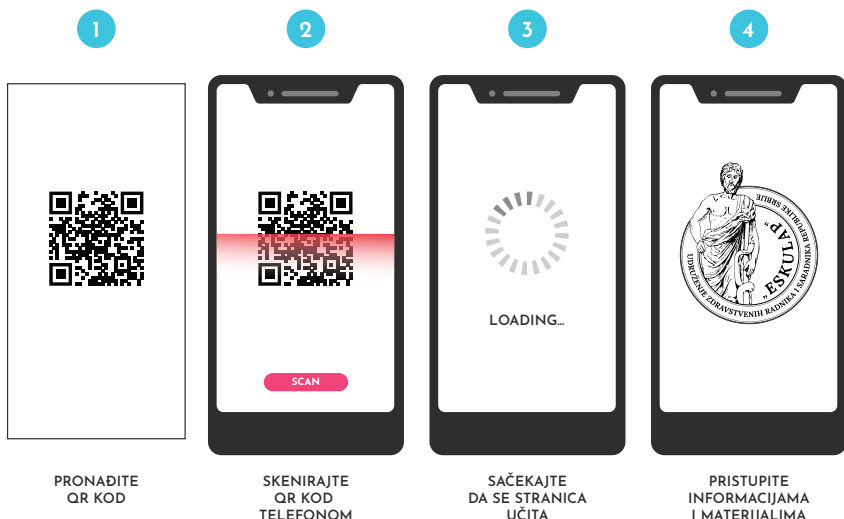 1
2
3
4
SCAN
LOADING...
UDRUŽENJE ZDRAVSTVENIH RADNIKA I SARADNIKA REPUBLIKE SRBIJE
„ESKULAP”
PRONAĐITE
QR KOD
SKENIRAJTE
QR KOD
TELEFONOM
SAČEKAJTE
DA SE STRANICA
UČITA
PRISTUPITE
INFORMACIJAMA
I MATERIJALIMA